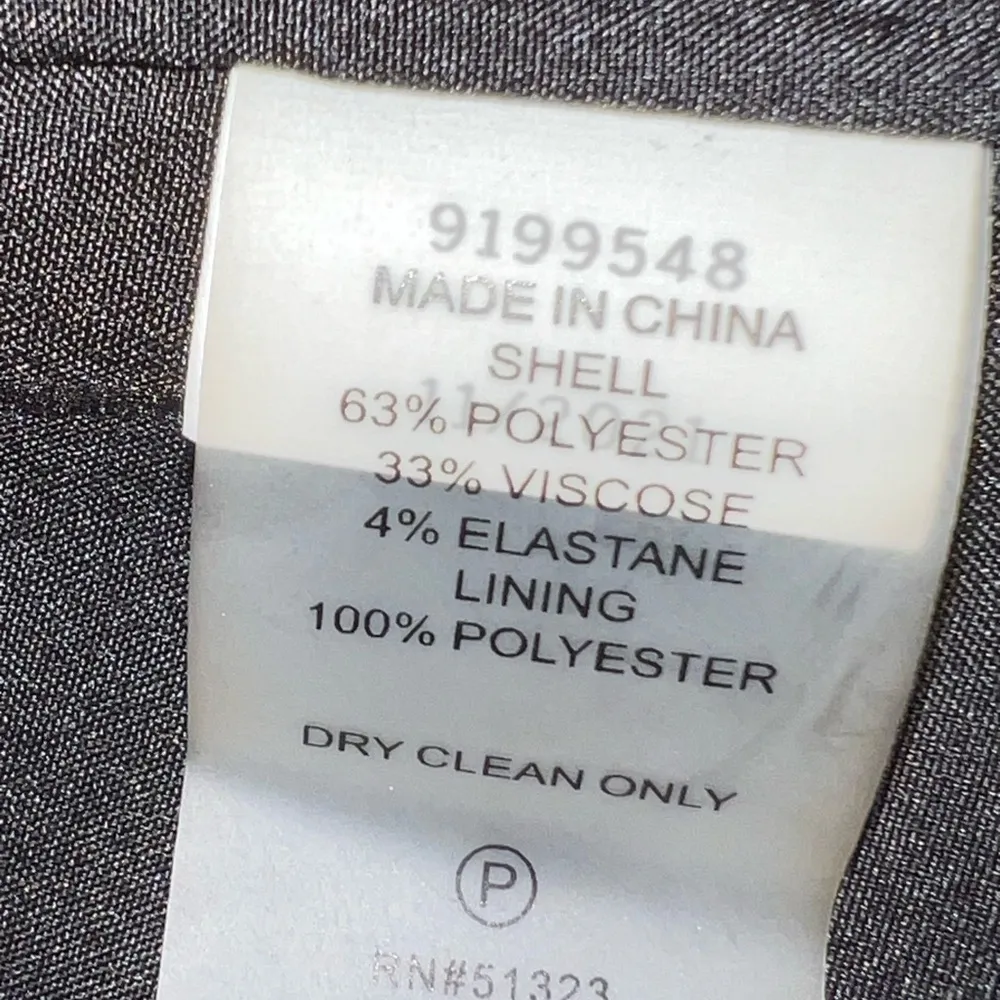 9199548
MADE IN CHINA
SHELL
63% POLYESTER
33% VISCOSE
4% ELASTANE
LINING
100% POLYESTER
DRY CLEAN ONLY
P
RN#51323